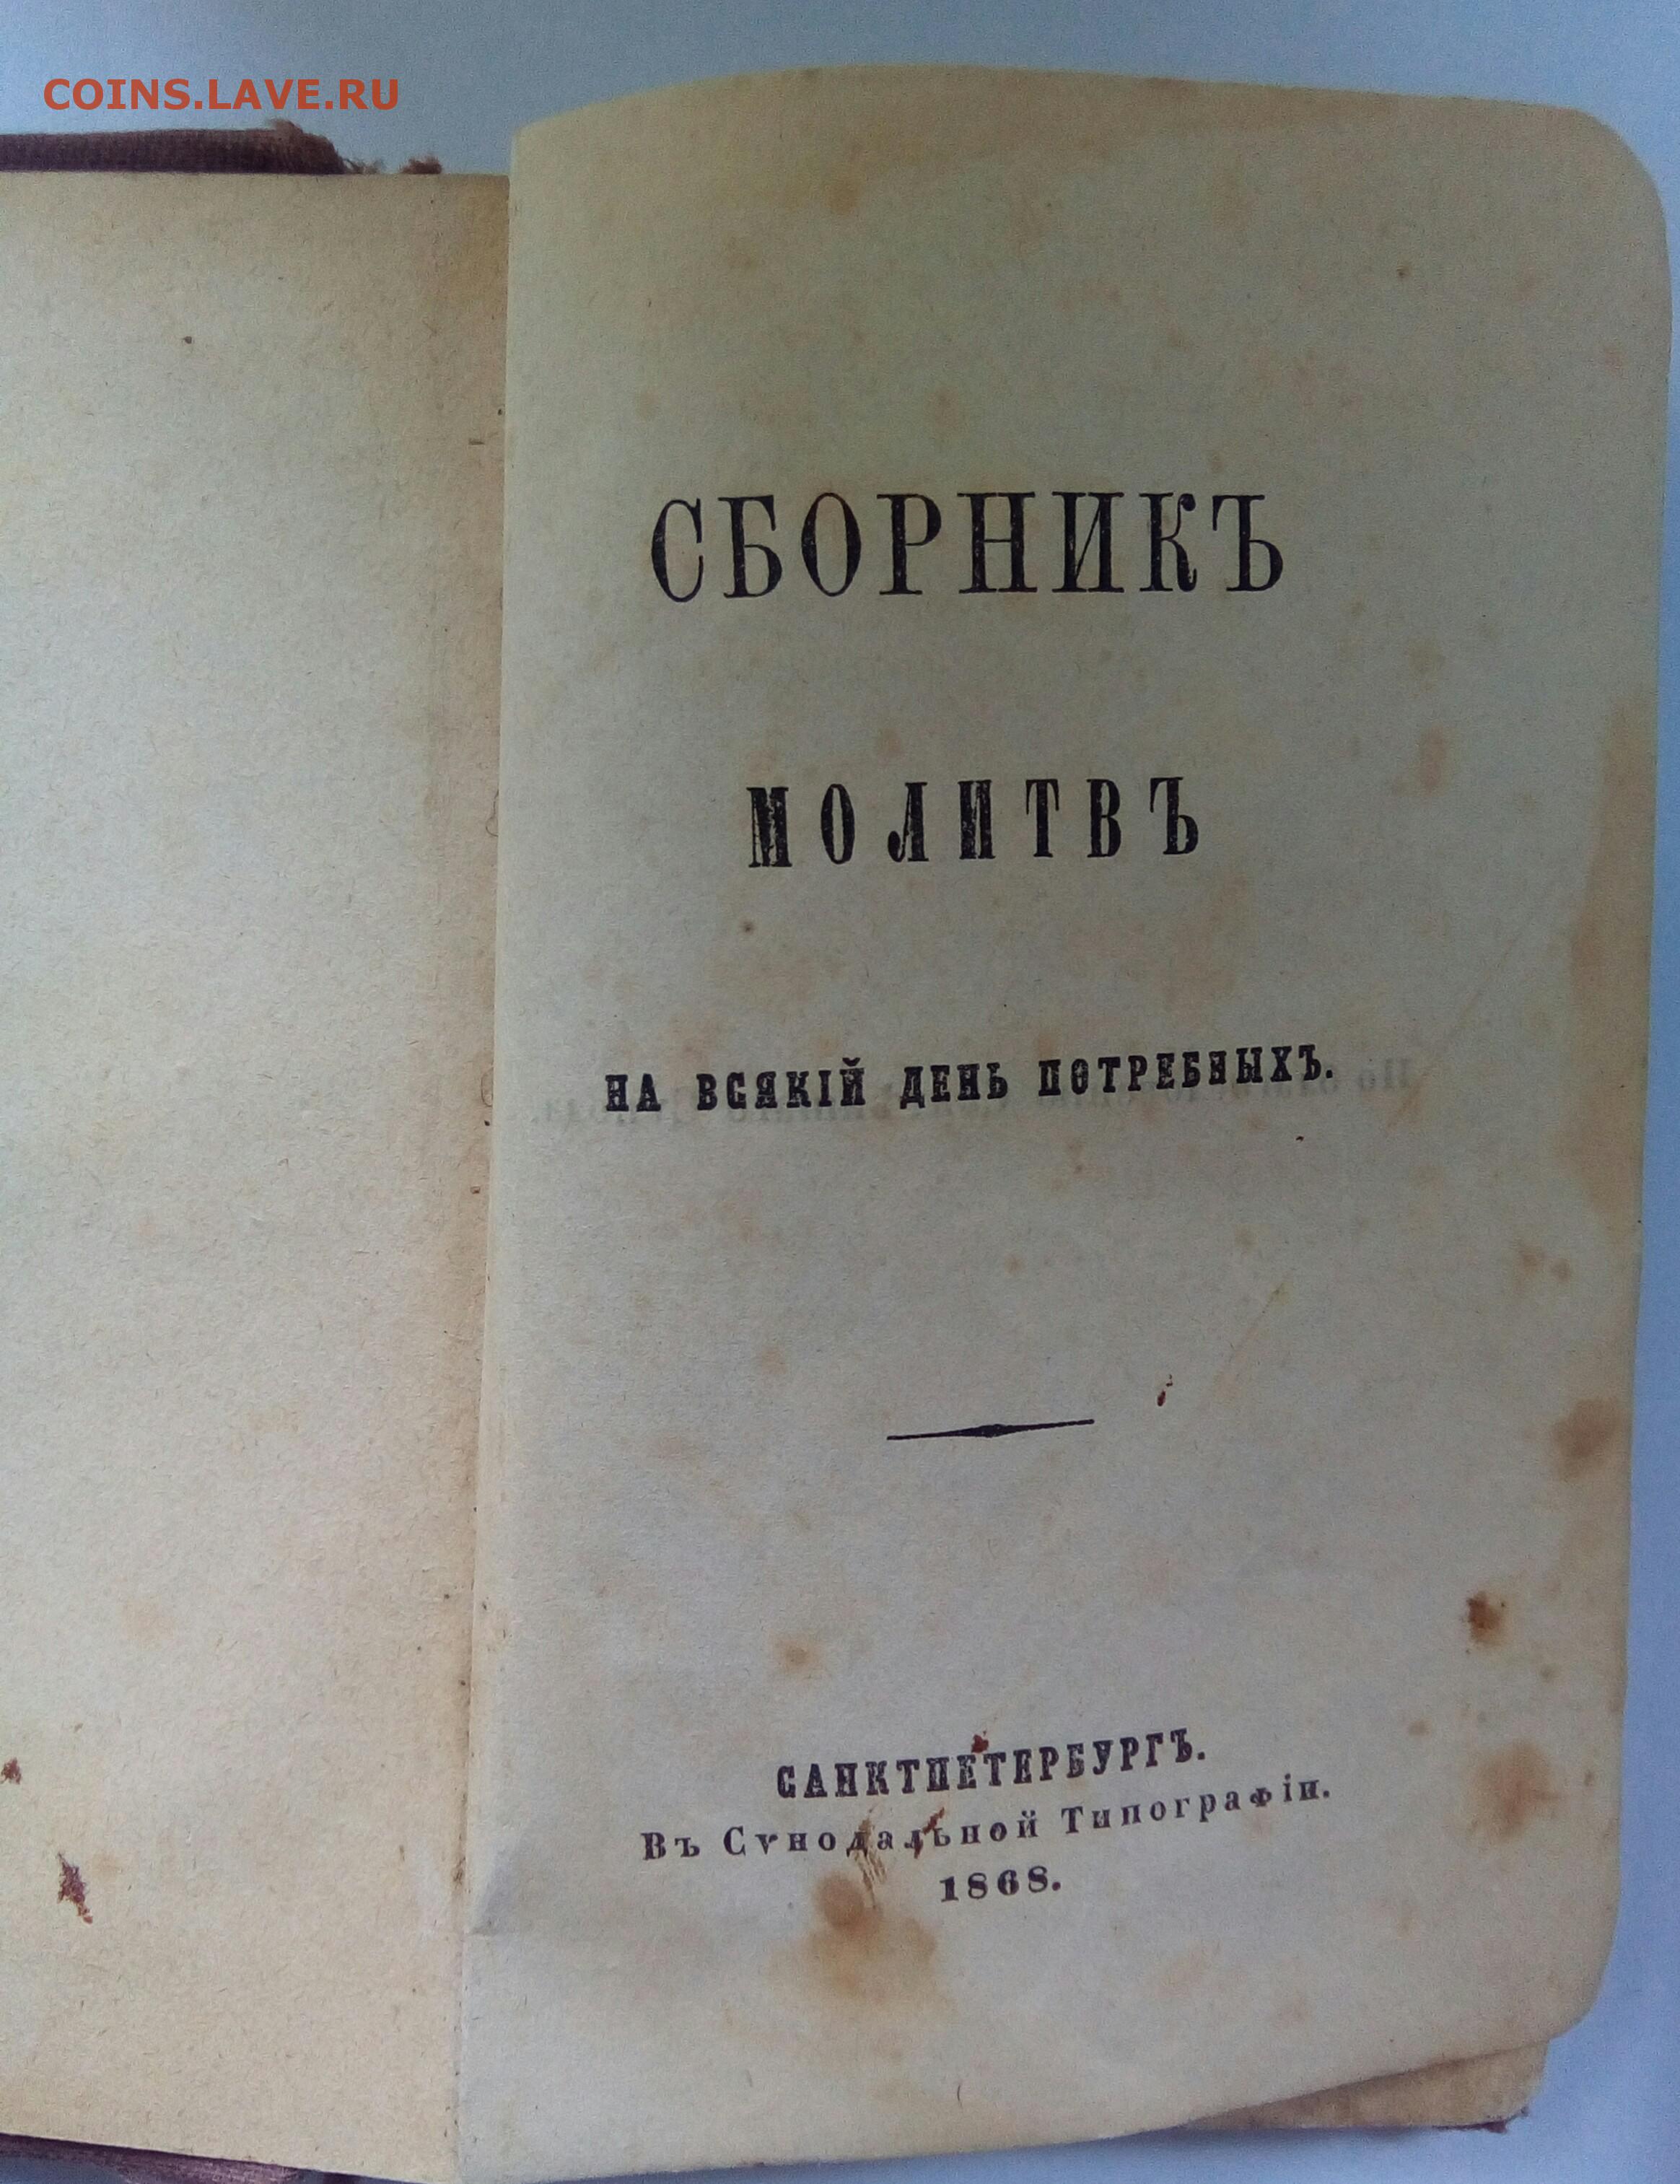 COINS.LAVE.RU
СБОРНИКЪ
МОЛИТВЪ
НА ВСЯКІЙ ДЕНЬ ПОТРЕБНЫХЪ.
САНКТПЕТЕРБУРГЪ.
Въ Сѵнодальной Типографіи.
1868.